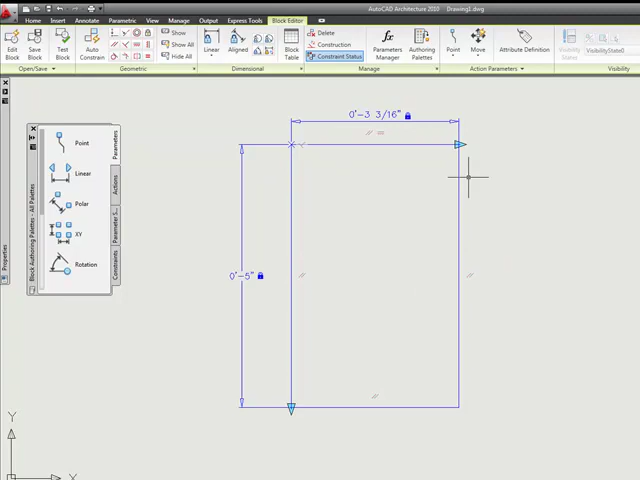 AutoCAD Architecture 2010 Drawing1.dwg
Home Insert Annotate Parametric View Manage Output Express Tools Block Editor
Edit Block
Save Block
Test Block
Auto Constrain
Show
Show All
Hide All
Linear
Aligned
Block Table
Delete
Construction
Constraint Status
Parameters Manager
Authoring Palettes
Point
Move
Attribute Definition
Visibility States
VisibilityState0
Open/Save
Geometric
Dimensional
Manage
Action Parameters
Visibility
Point
Linear
Polar
XY
Rotation
Parameters
Actions
Parameter S...
Constraints
Block Authoring Palettes - All Palettes
Properties
0'-3 3/16"
0'-5"
Y
X